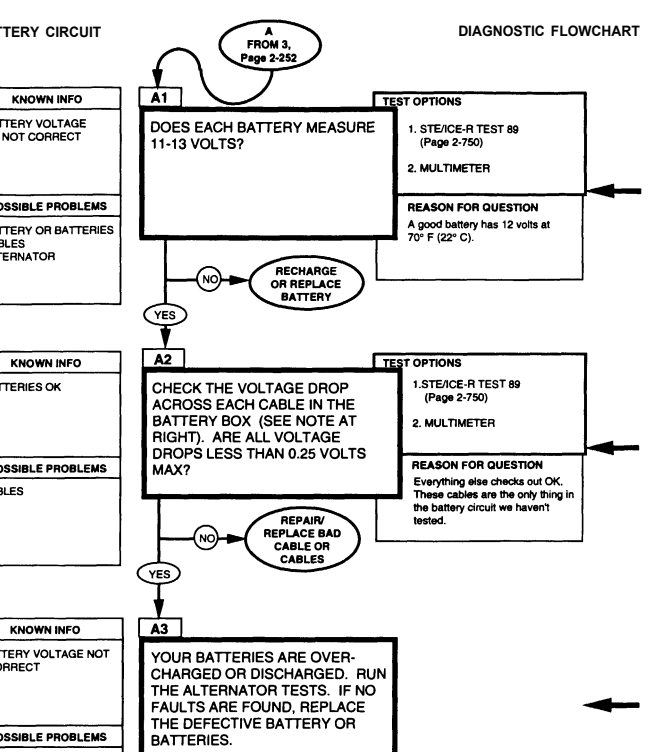 TTERY CIRCUIT
DIAGNOSTIC FLOWCHART
A
FROM 3,
Page 2-252
KNOWN INFO
TTERY VOLTAGE
NOT CORRECT
OSSIBLE PROBLEMS
TTERY OR BATTERIES
BLES
TERNATOR
A1
DOES EACH BATTERY MEASURE
11-13 VOLTS?
TEST OPTIONS
1. STE/ICE-R TEST 89
(Page 2-750)
2. MULTIMETER
REASON FOR QUESTION
A good battery has 12 volts at
70° F (22° C).
NO
RECHARGE
OR REPLACE
BATTERY
YES
KNOWN INFO
TTERIES OK
OSSIBLE PROBLEMS
BLES
A2
CHECK THE VOLTAGE DROP
ACROSS EACH CABLE IN THE
BATTERY BOX (SEE NOTE AT
RIGHT). ARE ALL VOLTAGE
DROPS LESS THAN 0.25 VOLTS
MAX?
TEST OPTIONS
1.STE/ICE-R TEST 89
(Page 2-750)
2. MULTIMETER
REASON FOR QUESTION
Everything else checks out OK.
These cables are the only thing in
the battery circuit we haven't
tested.
NO
REPAIR/
REPLACE BAD
CABLE OR
CABLES
YES
KNOWN INFO
TTERY VOLTAGE NOT
ORRECT
OSSIBLE PROBLEMS
A3
YOUR BATTERIES ARE OVER-
CHARGED OR DISCHARGED. RUN
THE ALTERNATOR TESTS. IF NO
FAULTS ARE FOUND, REPLACE
THE DEFECTIVE BATTERY OR
BATTERIES.